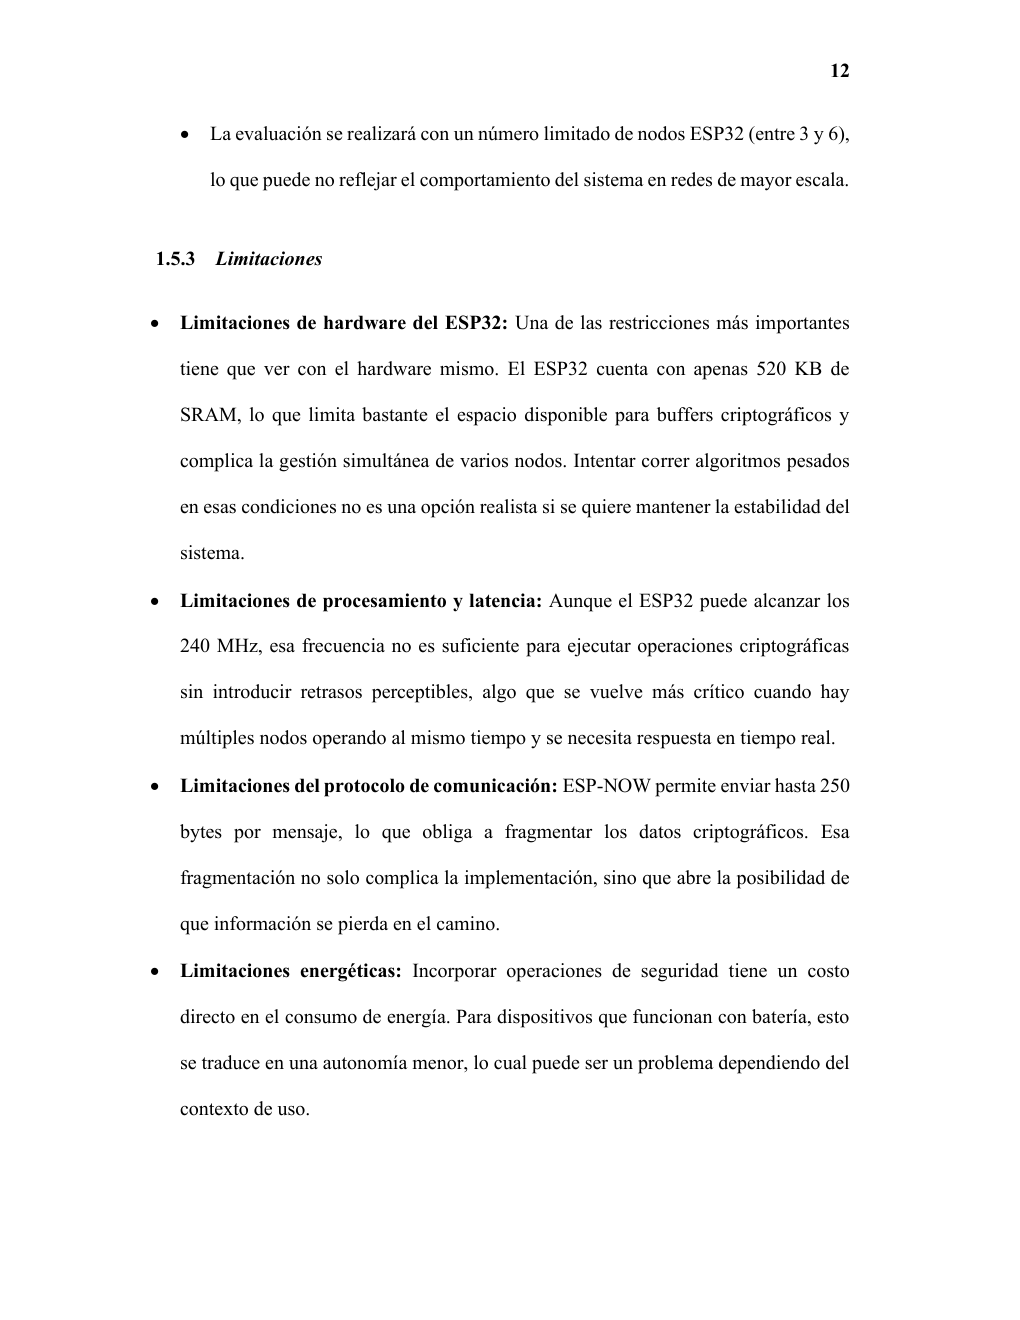 12
• La evaluación se realizará con un número limitado de nodos ESP32 (entre 3 y 6),
lo que puede no reflejar el comportamiento del sistema en redes de mayor escala.
1.5.3 Limitaciones
• Limitaciones de hardware del ESP32: Una de las restricciones más importantes
tiene que ver con el hardware mismo. El ESP32 cuenta con apenas 520 KB de
SRAM, lo que limita bastante el espacio disponible para buffers criptográficos y
complica la gestión simultánea de varios nodos. Intentar correr algoritmos pesados
en esas condiciones no es una opción realista si se quiere mantener la estabilidad del
sistema.
• Limitaciones de procesamiento y latencia: Aunque el ESP32 puede alcanzar los
240 MHz, esa frecuencia no es suficiente para ejecutar operaciones criptográficas
sin introducir retrasos perceptibles, algo que se vuelve más crítico cuando hay
múltiples nodos operando al mismo tiempo y se necesita respuesta en tiempo real.
• Limitaciones del protocolo de comunicación: ESP-NOW permite enviar hasta 250
bytes por mensaje, lo que obliga a fragmentar los datos criptográficos. Esa
fragmentación no solo complica la implementación, sino que abre la posibilidad de
que información se pierda en el camino.
• Limitaciones energéticas: Incorporar operaciones de seguridad tiene un costo
directo en el consumo de energía. Para dispositivos que funcionan con batería, esto
se traduce en una autonomía menor, lo cual puede ser un problema dependiendo del
contexto de uso.